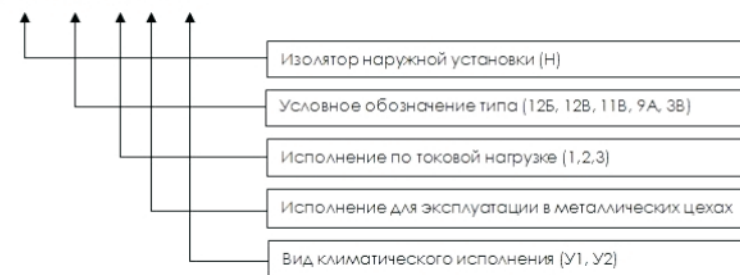 Изолятор наружной установки (Н)
Условное обозначение типа (12Б, 12В, 11В, 9А, 3В)
Исполнение по токовой нагрузке (1,2,3)
Исполнение для эксплуатации в металлических цехах
Вид климатического исполнения (У1, У2)